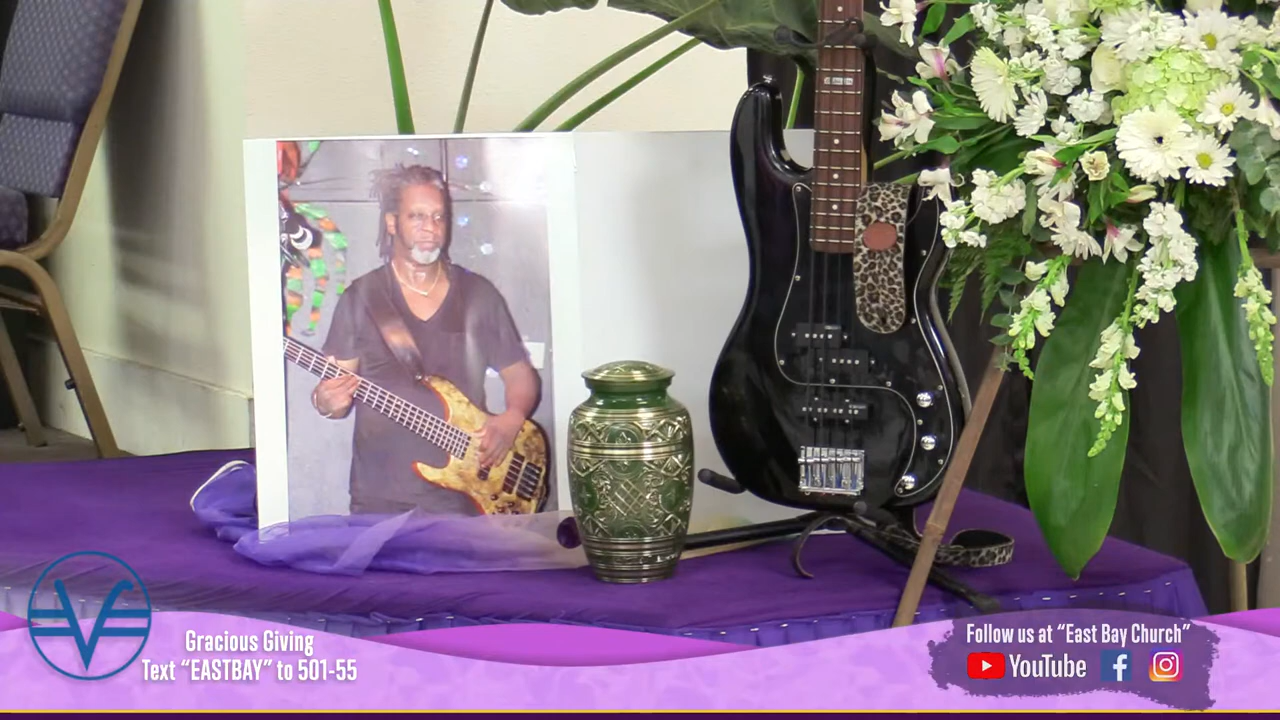 Gracious Giving
Text “EASTBAY” to 501-55
Follow us at “East Bay Church”
YouTube